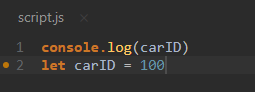 script.js ×
1 console.log(carID)
2 let carID = 100